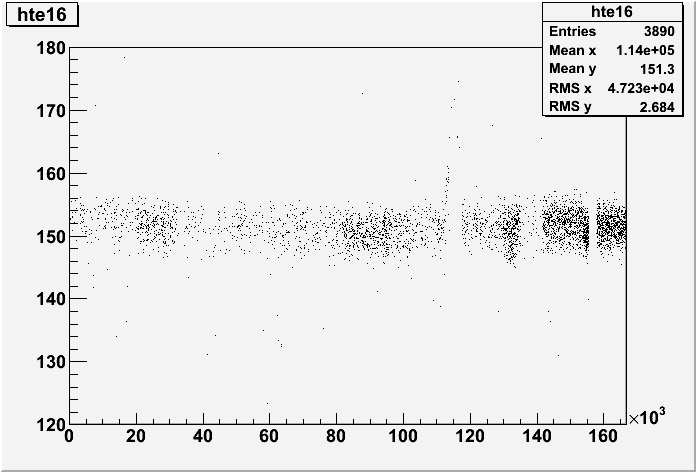 hte16
hte16
Entries 3890
Mean x 1.14e+05
Mean y 151.3
RMS x 4.723e+04
RMS y 2.684
180
170
160
150
140
130
120
0 20 40 60 80 100 120 140 160
×10³